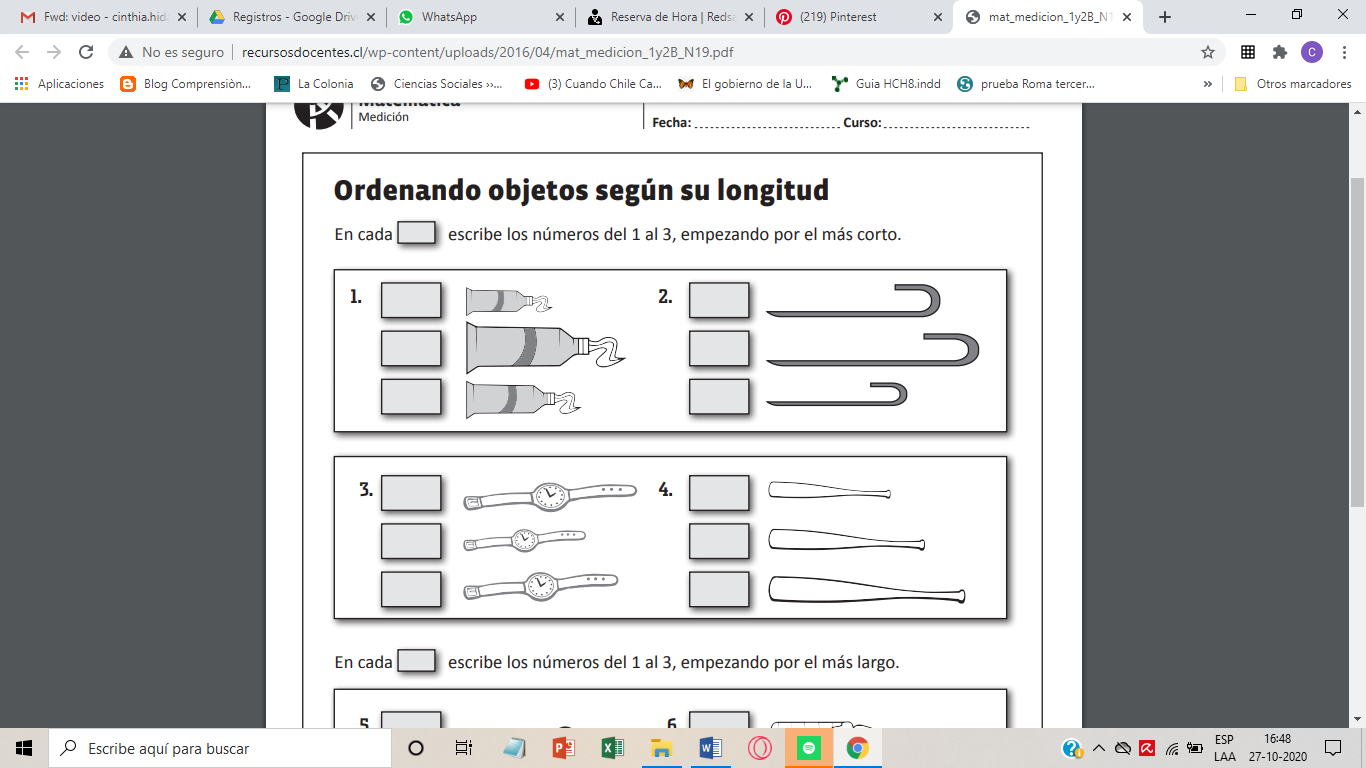 Fwd: video - cinthia.hid
Registros - Google Driv
WhatsApp
Reserva de Hora | Reds
(219) Pinterest
mat_medicion_1y2B_N1
No es seguro
recursosdocentes.cl/wp-content/uploads/2016/04/mat_medicion_1y2B_N19.pdf
C
Aplicaciones
Blog Comprensiòn...
La Colonia
Ciencias Sociales ››...
(3) Cuando Chile Ca...
El gobierno de la U...
Guia HCH8.indd
prueba Roma tercer...
»
Otros marcadores
Matemática
Medición
Fecha: Curso:
Ordenando objetos según su longitud
En cada escribe los números del 1 al 3, empezando por el más corto.
1.
2.
3.
4.
En cada escribe los números del 1 al 3, empezando por el más largo.
5.
6.
Escribe aquí para buscar
ESP
LAA
16:48
27-10-2020